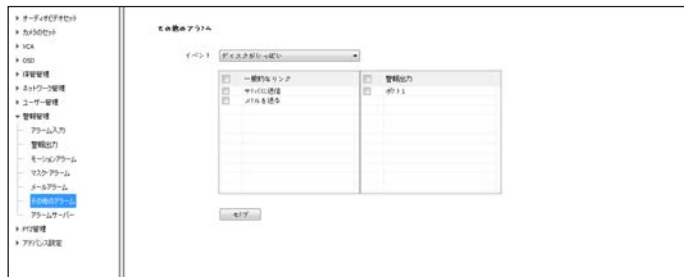 オーディオビデオセット
カメラのセット
VCA
OSD
保管管理
ネットワーク管理
ユーザー管理
警報管理
アラーム入力
警報出力
モーションアラーム
マスク・アラーム
メールアラーム
その他のアラーム
アラームサーバー
PTZ管理
アドバンス設定
その他のアラーム
イベント ディスクがいっぱい
一般的なリンク 警報出力
サーバに送信 ポート1
メールを送る
セーブ